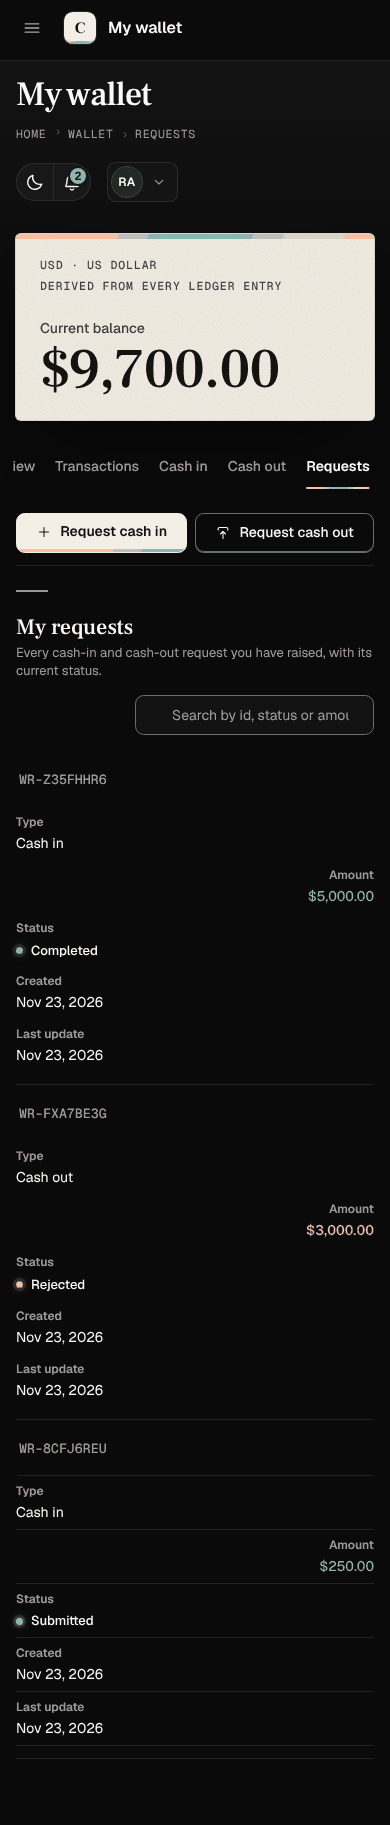 C My wallet
My wallet
HOME › WALLET › REQUESTS
2
RA
USD · US DOLLAR
DERIVED FROM EVERY LEDGER ENTRY
Current balance
$9,700.00
iew Transactions Cash in Cash out Requests
Request cash in Request cash out
My requests
Every cash-in and cash-out request you have raised, with its
current status.
Search by id, status or amou
WR-Z35FHHR6
Type
Cash in
Amount
$5,000.00
Status
Completed
Created
Nov 23, 2026
Last update
Nov 23, 2026
WR-FXA7BE3G
Type
Cash out
Amount
$3,000.00
Status
Rejected
Created
Nov 23, 2026
Last update
Nov 23, 2026
WR-8CFJ6REU
Type
Cash in
Amount
$250.00
Status
Submitted
Created
Nov 23, 2026
Last update
Nov 23, 2026